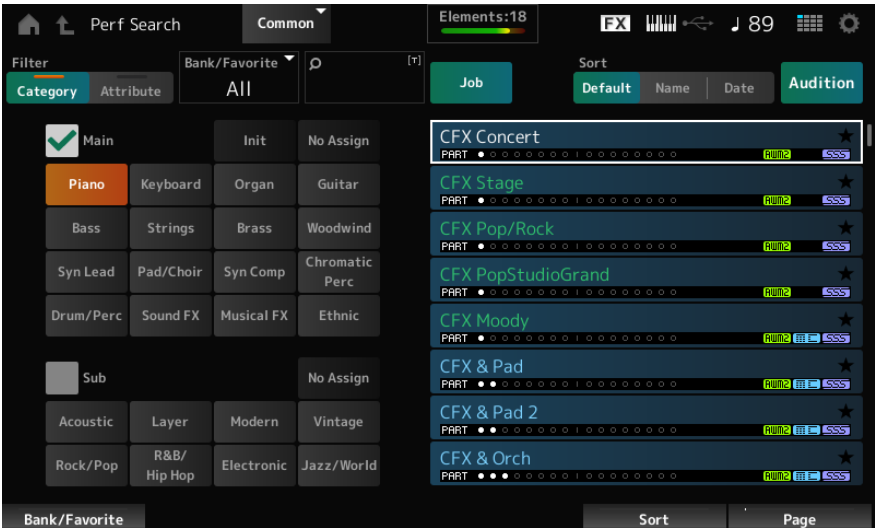 Perf Search
Common
Elements:18
FX
♩ 89
Filter
Category
Attribute
Bank/Favorite
All
[T]
Job
Sort
Default
Name
Date
Audition
Main
Init
No Assign
Piano
Keyboard
Organ
Guitar
Bass
Strings
Brass
Woodwind
Syn Lead
Pad/Choir
Syn Comp
Chromatic
Perc
Drum/Perc
Sound FX
Musical FX
Ethnic
Sub
No Assign
Acoustic
Layer
Modern
Vintage
Rock/Pop
R&B/
Hip Hop
Electronic
Jazz/World
CFX Concert
PART AWM2 SSS
CFX Stage
PART AWM2 SSS
CFX Pop/Rock
PART AWM2 SSS
CFX PopStudioGrand
PART AWM2 SSS
CFX Moody
PART AWM2 SSS
CFX & Pad
PART AWM2 SSS
CFX & Pad 2
PART AWM2 SSS
CFX & Orch
PART AWM2 SSS
Bank/Favorite
Sort
Page